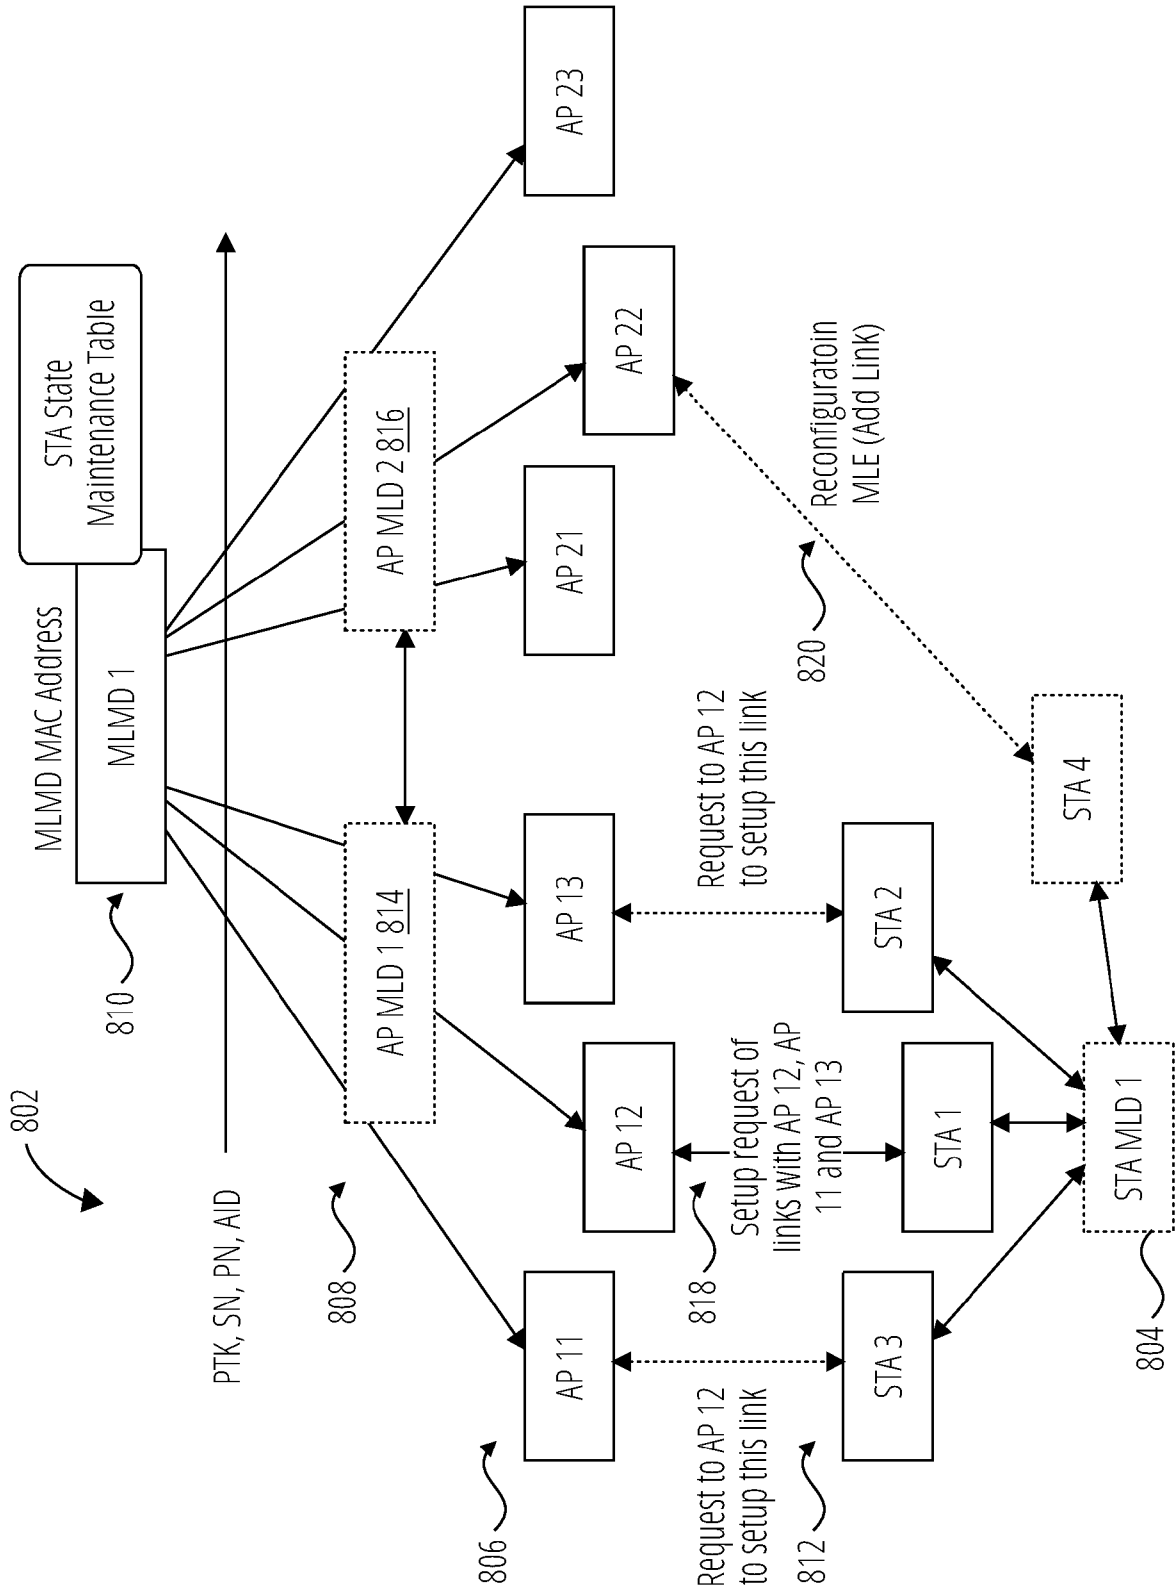 802
MLMD MAC Address
MLMD 1
STA State
Maintenance Table
810
PTK, SN, PN, AID
808
AP MLD 1 814
AP MLD 2 816
806
AP 11
AP 12
AP 13
AP 21
AP 22
AP 23
818
Request to AP 12
to setup this link
Setup request of
links with AP 12, AP
11 and AP 13
Request to AP 12
to setup this link
820
Reconfiguratoin
MLE (Add Link)
812
STA 3
STA 1
STA 2
STA 4
804
STA MLD 1